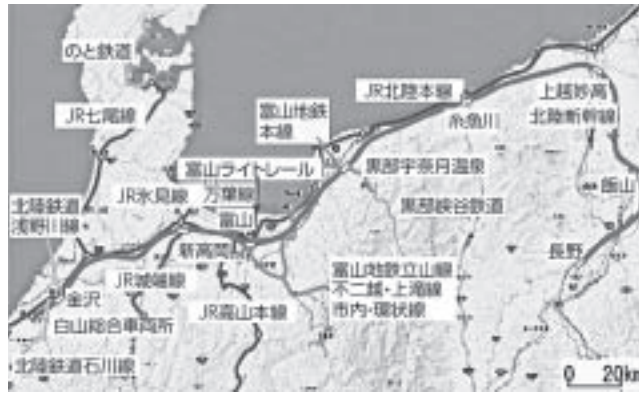 のと鉄道
JR七尾線
富山地鉄
本線
JR北陸本線
上越妙高
糸魚川
北陸新幹線
富山ライトレール
黒部宇奈月温泉
JR氷見線
万葉線
北陸鉄道
浅野川線
富山
黒部峡谷鉄道
飯山
新高岡
長野
JR城端線
富山地鉄立山線
不二越・上滝線
市内・環状線
金沢
白山総合車両所
JR高山本線
北陸鉄道石川線
0 20km